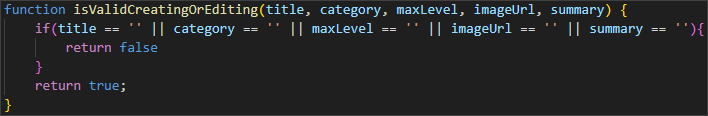 function isValidCreatingOrEditing(title, category, maxLevel, imageUrl, summary) {
    if(title == '' || category == '' || maxLevel == '' || imageUrl == '' || summary == ''){
        return false
    }
    return true;
}